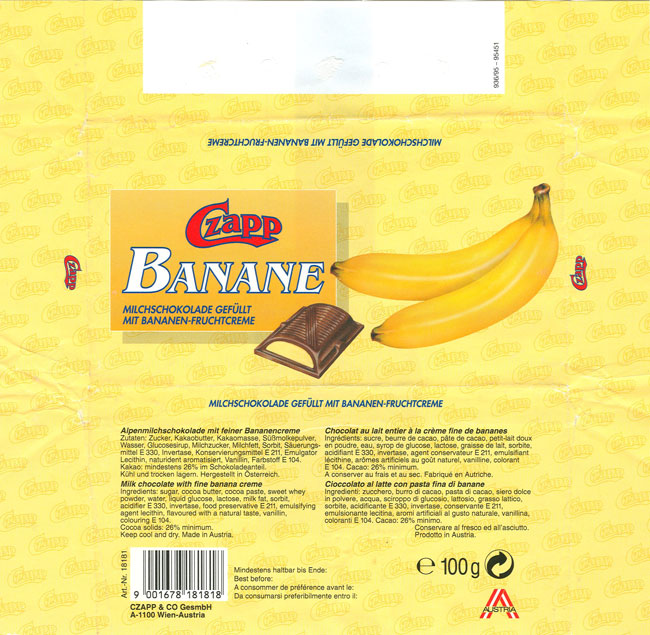 936/95 - 95451
MILCHSCHOKOLADE GEFÜLLT MIT BANANEN-FRUCHTCREME
Czapp
BANANE
MILCHSCHOKOLADE GEFÜLLT
MIT BANANEN-FRUCHTCREME
Czapp
Czapp
MILCHSCHOKOLADE GEFÜLLT MIT BANANEN-FRUCHTCREME
Alpenmilchschokolade mit feiner Bananencreme
Zutaten: Zucker, Kakaobutter, Kakaomasse, Süßmolkepulver,
Wasser, Glucosesirup, Milchzucker, Milchfett, Sorbit, Säuerungs-
mittel E 330, Invertase, Konservierungsmittel E 211, Emulgator
Lecithin, naturident aromatisiert, Vanillin, Farbstoff E 104.
Kakao: mindestens 26% im Schokoladeanteil.
Kühl und trocken lagern. Hergestellt in Österreich.
Milk chocolate with fine banana creme
Ingredients: sugar, cocoa butter, cocoa paste, sweet whey
powder, water, liquid glucose, lactose, milk fat, sorbit,
acidifier E 330, invertase, food preservative E 211, emulsifying
agent lecithin, flavoured with a natural taste, vanillin,
colouring E 104.
Cocoa solids: 26% minimum.
Keep cool and dry. Made in Austria.
Chocolat au lait entier à la crème fine de bananes
Ingrédients: sucre, beurre de cacao, pâte de cacao, petit-lait doux
en poudre, eau, syrop de glucose, lactose, graisse de lait, sorbite,
acidifiant E 330, invertase, agent conservateur E 211, emulsifiant
lécithine, arômes artificiels au goût naturel, vanilline, colorant
E 104. Cacao: 26% minimum.
A conserver au frais et au sec. Fabriqué en Autriche.
Cioccolato al latte con pasta fina di banane
Ingredienti: zucchero, burro di cacao, pasta di cacao, siero dolce
in polvere, acqua, sciroppo di glucosio, lattosio, grasso lattico,
sorbite, acidificante E 330, invertase, conservante E 211,
emulsionante lecitina, aromi artificiali al gusto naturale, vanillina,
coloranti E 104. Cacao: 26% minimo.
Conservare al fresco ed all'asciutto.
Prodotto in Austria.
Art.-Nr. 18181
9 001678 181818
CZAPP & CO GesmbH
A-1100 Wien-Austria
Mindestens haltbar bis Ende:
Best before:
A consommer de préférence avant le:
Da consumarsi preferibilmente entro il:
e 100 g
AUSTRIA